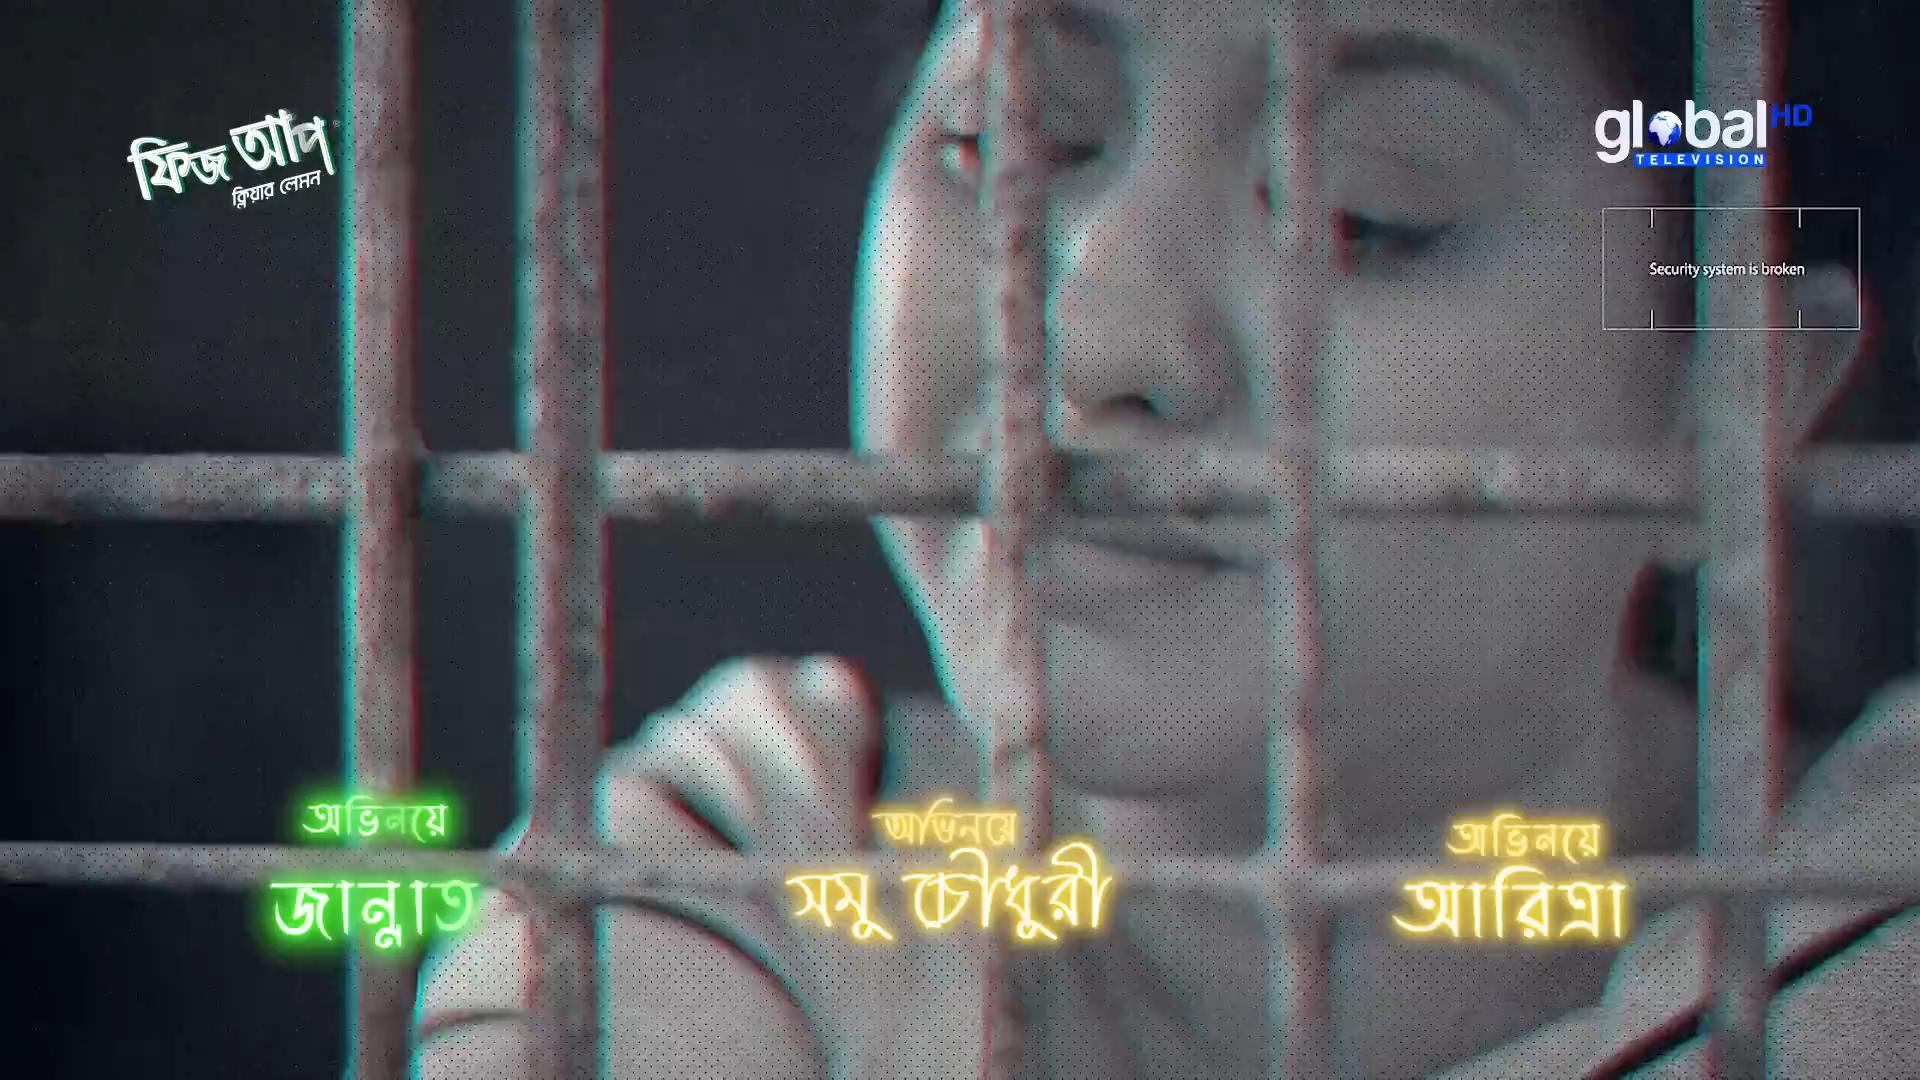 ফিজ আপ
ক্লিয়ার লেমন
global HD
TELEVISION
Security system is broken
অভিনয়ে
জান্নাত
অভিনয়ে
সমু চৌধুরী
অভিনয়ে
আরিত্রা